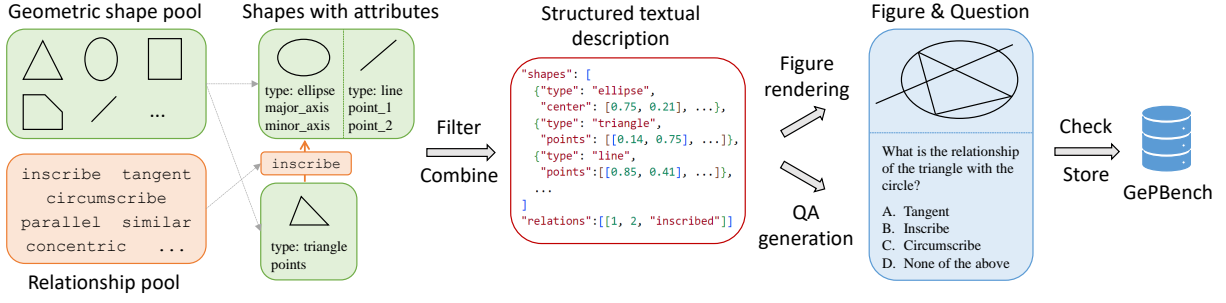 Geometric shape pool
...
inscribe tangent
circumscribe
parallel similar
concentric ...
Relationship pool
Shapes with attributes
type: ellipse
major_axis
minor_axis
type: line
point_1
point_2
inscribe
type: triangle
points
Filter
Combine
Structured textual
description
"shapes": [
{"type": "ellipse",
"center": [0.75, 0.21], ...},
{"type": "triangle",
"points": [[0.14, 0.75], ...]},
{"type": "line",
"points":[[0.85, 0.41], ...]},
...
]
"relations":[[1, 2, "inscribed"]]
Figure
rendering
QA
generation
Figure & Question
What is the relationship
of the triangle with the
circle?
A. Tangent
B. Inscribe
C. Circumscribe
D. None of the above
Check
Store
GePBench